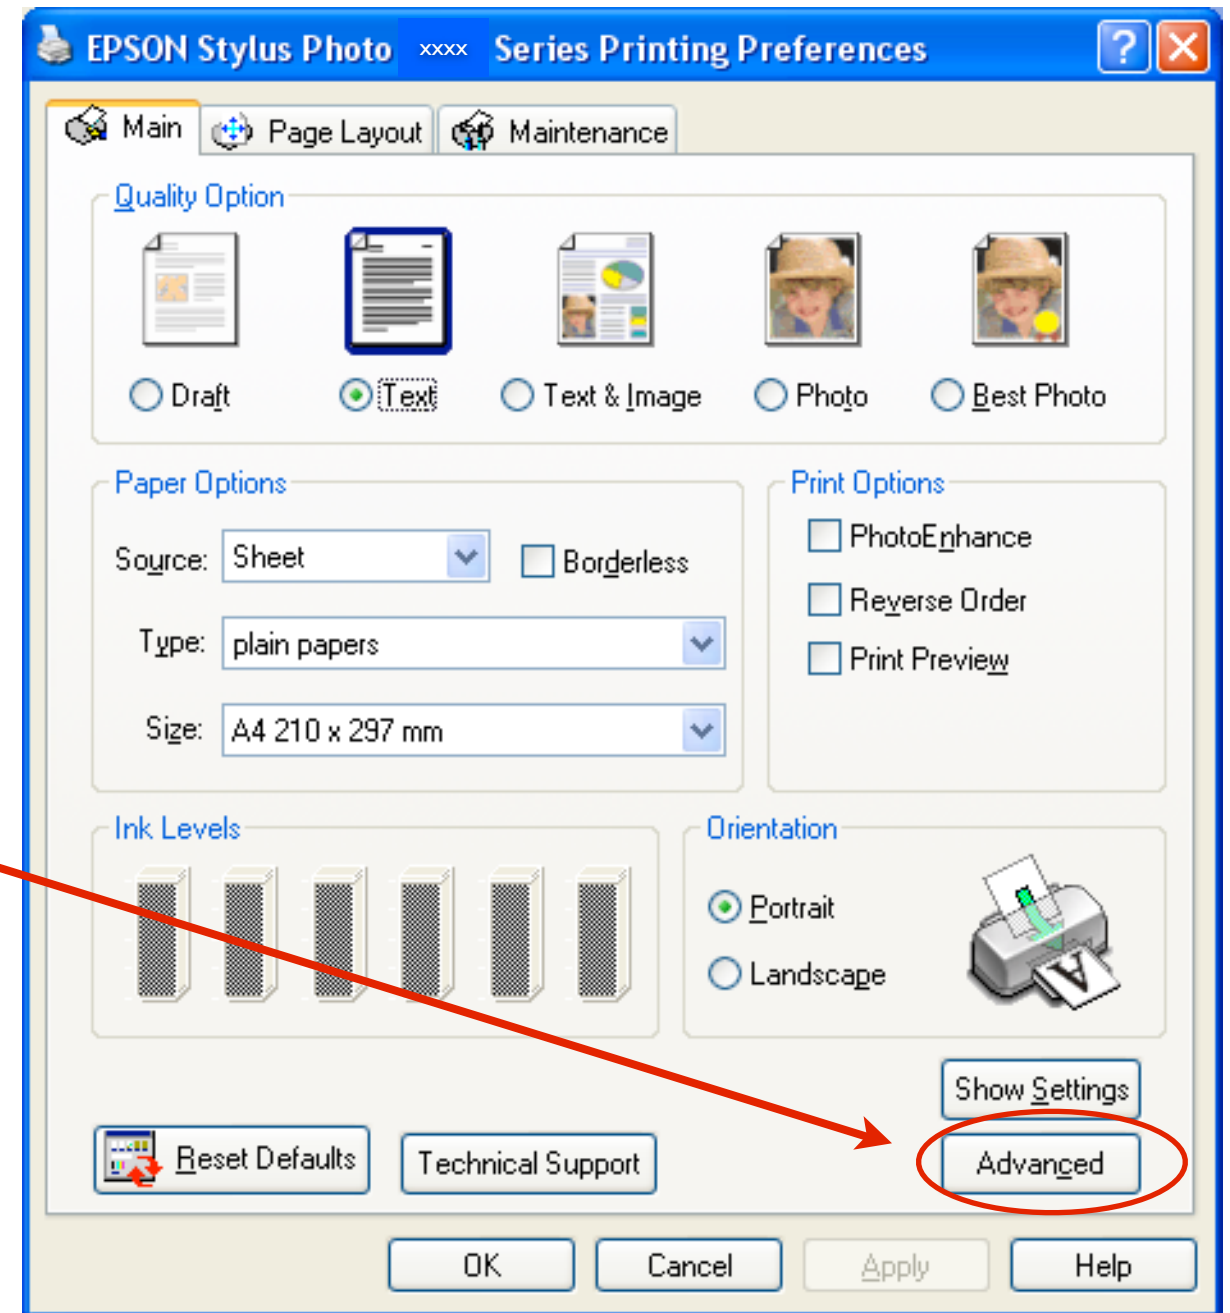 EPSON Stylus Photo xxxx Series Printing Preferences
Main Page Layout Maintenance
Quality Option
Draft Text Text & Image Photo Best Photo
Paper Options
Source: Sheet Borderless
Type: plain papers
Size: A4 210 x 297 mm
Print Options
PhotoEnhance
Reverse Order
Print Preview
Ink Levels
Orientation
Portrait
Landscape
Show Settings
Reset Defaults Technical Support Advanced
OK Cancel Apply Help